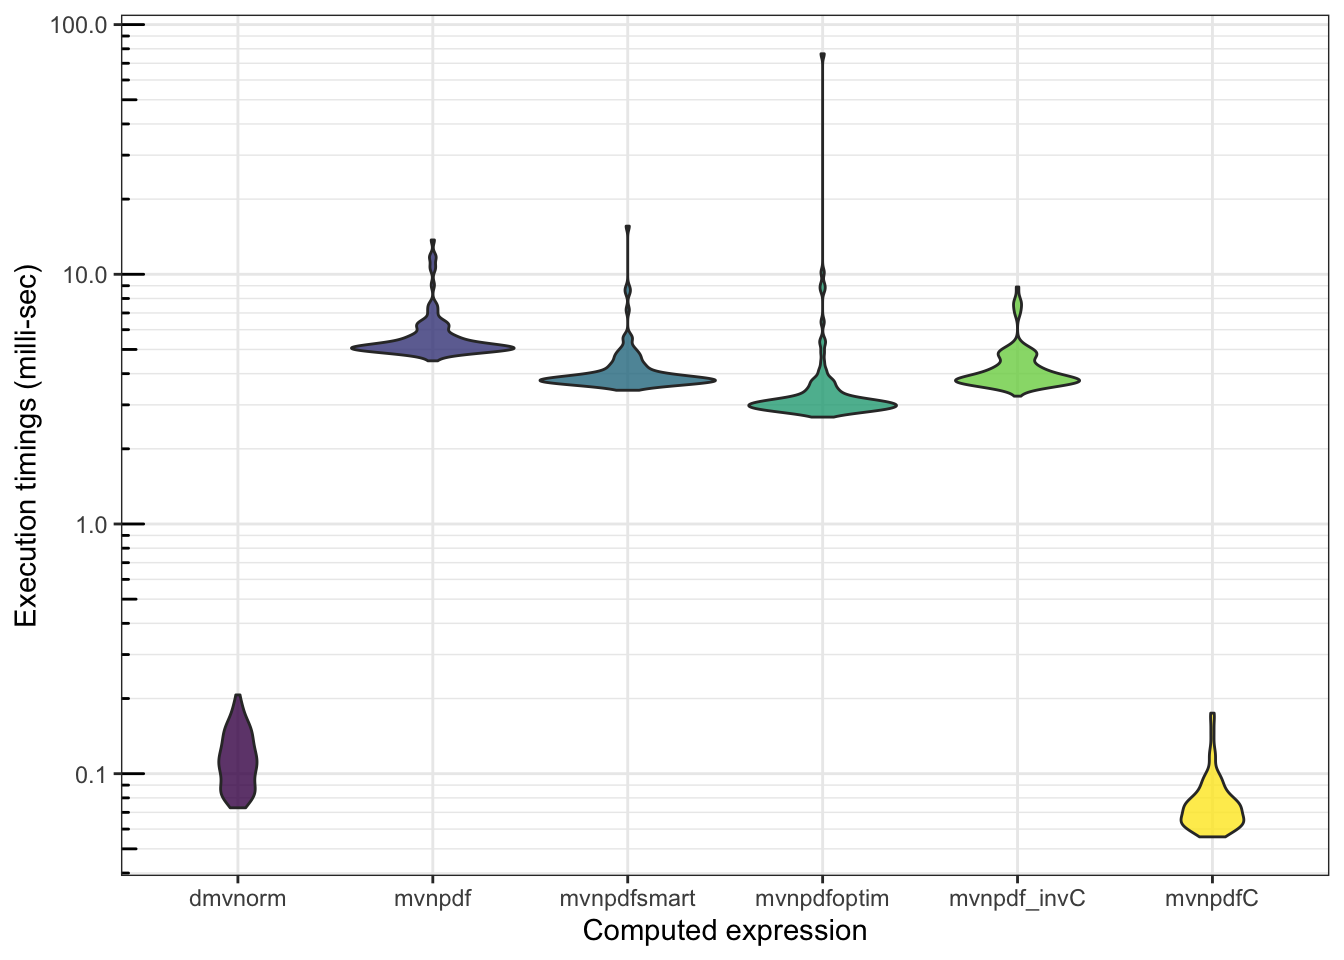 100.0
10.0
1.0
0.1
Execution timings (milli-sec)
dmvnorm mvnpdf mvnpdfsmart mvnpdfoptim mvnpdf_invC mvnpdfC
Computed expression